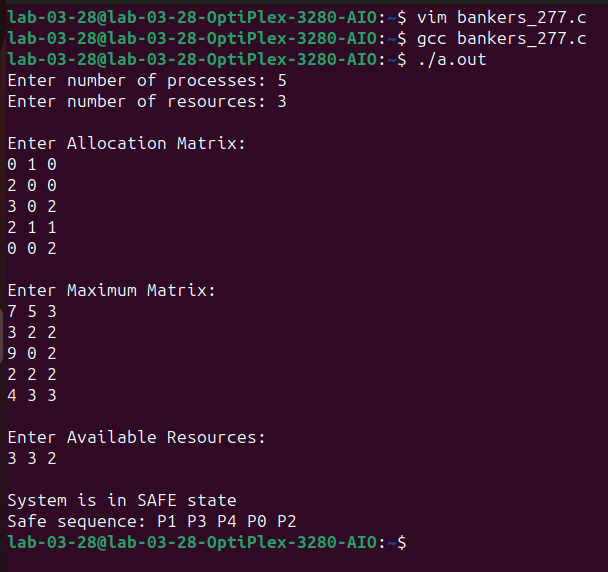 lab-03-28@lab-03-28-OptiPlex-3280-AIO:~$ vim bankers_277.c
lab-03-28@lab-03-28-OptiPlex-3280-AIO:~$ gcc bankers_277.c
lab-03-28@lab-03-28-OptiPlex-3280-AIO:~$ ./a.out
Enter number of processes: 5
Enter number of resources: 3

Enter Allocation Matrix:
0 1 0
2 0 0
3 0 2
2 1 1
0 0 2

Enter Maximum Matrix:
7 5 3
3 2 2
9 0 2
2 2 2
4 3 3

Enter Available Resources:
3 3 2

System is in SAFE state
Safe sequence: P1 P3 P4 P0 P2
lab-03-28@lab-03-28-OptiPlex-3280-AIO:~$